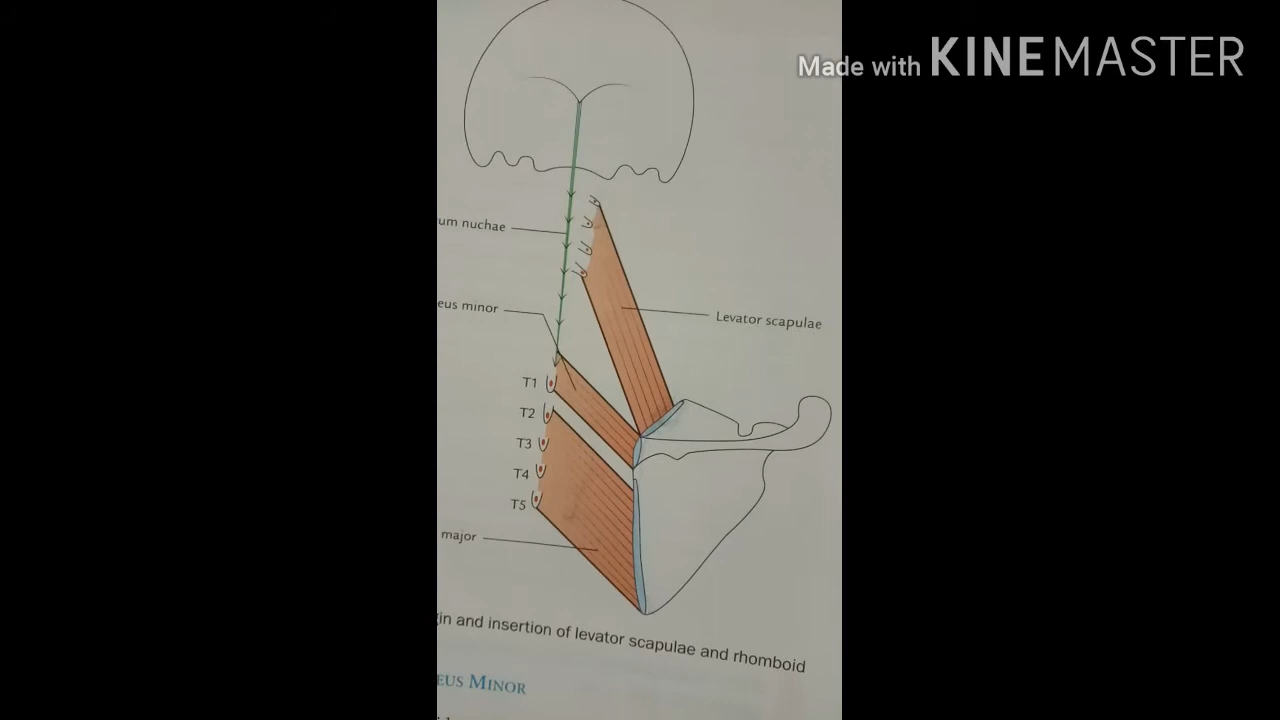 Made with KINEMASTER
um nuchae
eus minor
Levator scapulae
T1
T2
T3
T4
T5
major
gin and insertion of levator scapulae and rhomboid
EUS MINOR